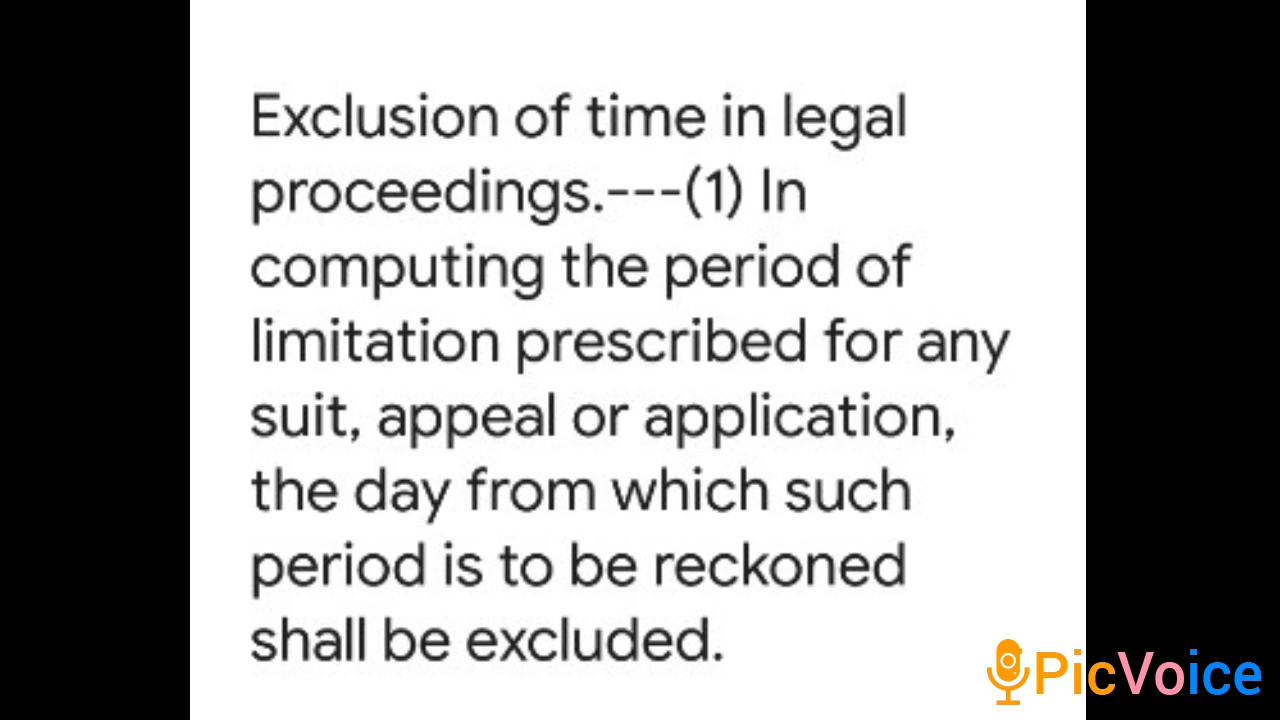 Exclusion of time in legal
proceedings.---(1) In
computing the period of
limitation prescribed for any
suit, appeal or application,
the day from which such
period is to be reckoned
shall be excluded.
PicVoice